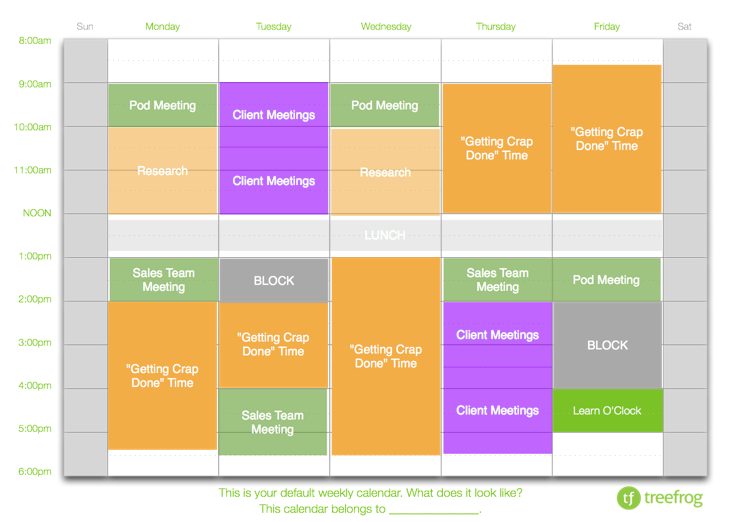 Sun Monday Tuesday Wednesday Thursday Friday Sat
8:00am
9:00am
Pod Meeting
Client Meetings
Pod Meeting
"Getting Crap
Done" Time
"Getting Crap
Done" Time
10:00am
11:00am
Research
Client Meetings
Research
NOON
LUNCH
1:00pm
Sales Team
Meeting
BLOCK
Sales Team
Meeting
Pod Meeting
2:00pm
"Getting Crap
Done" Time
"Getting Crap
Done" Time
"Getting Crap
Done" Time
Client Meetings
BLOCK
3:00pm
4:00pm
Sales Team
Meeting
Client Meetings
Learn O'Clock
5:00pm
6:00pm
This is your default weekly calendar. What does it look like?
This calendar belongs to ________________.
tf treefrog